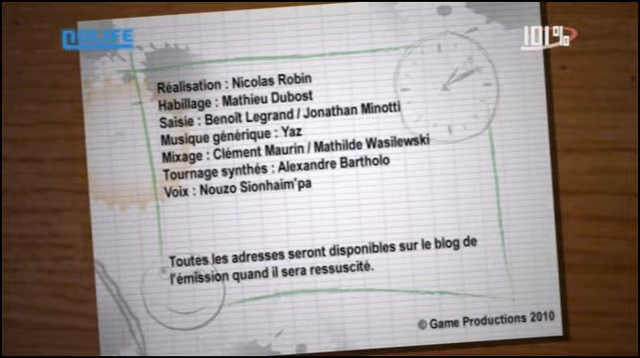 NOLIFE
101%
Réalisation : Nicolas Robin
Habillage : Mathieu Dubost
Saisie : Benoît Legrand / Jonathan Minotti
Musique générique : Yaz
Mixage : Clément Maurin / Mathilde Wasilewski
Tournage synthés : Alexandre Bartholo
Voix : Nouzo Sionhaim'pa
Toutes les adresses seront disponibles sur le blog de
l'émission quand il sera ressuscité.
© Game Productions 2010